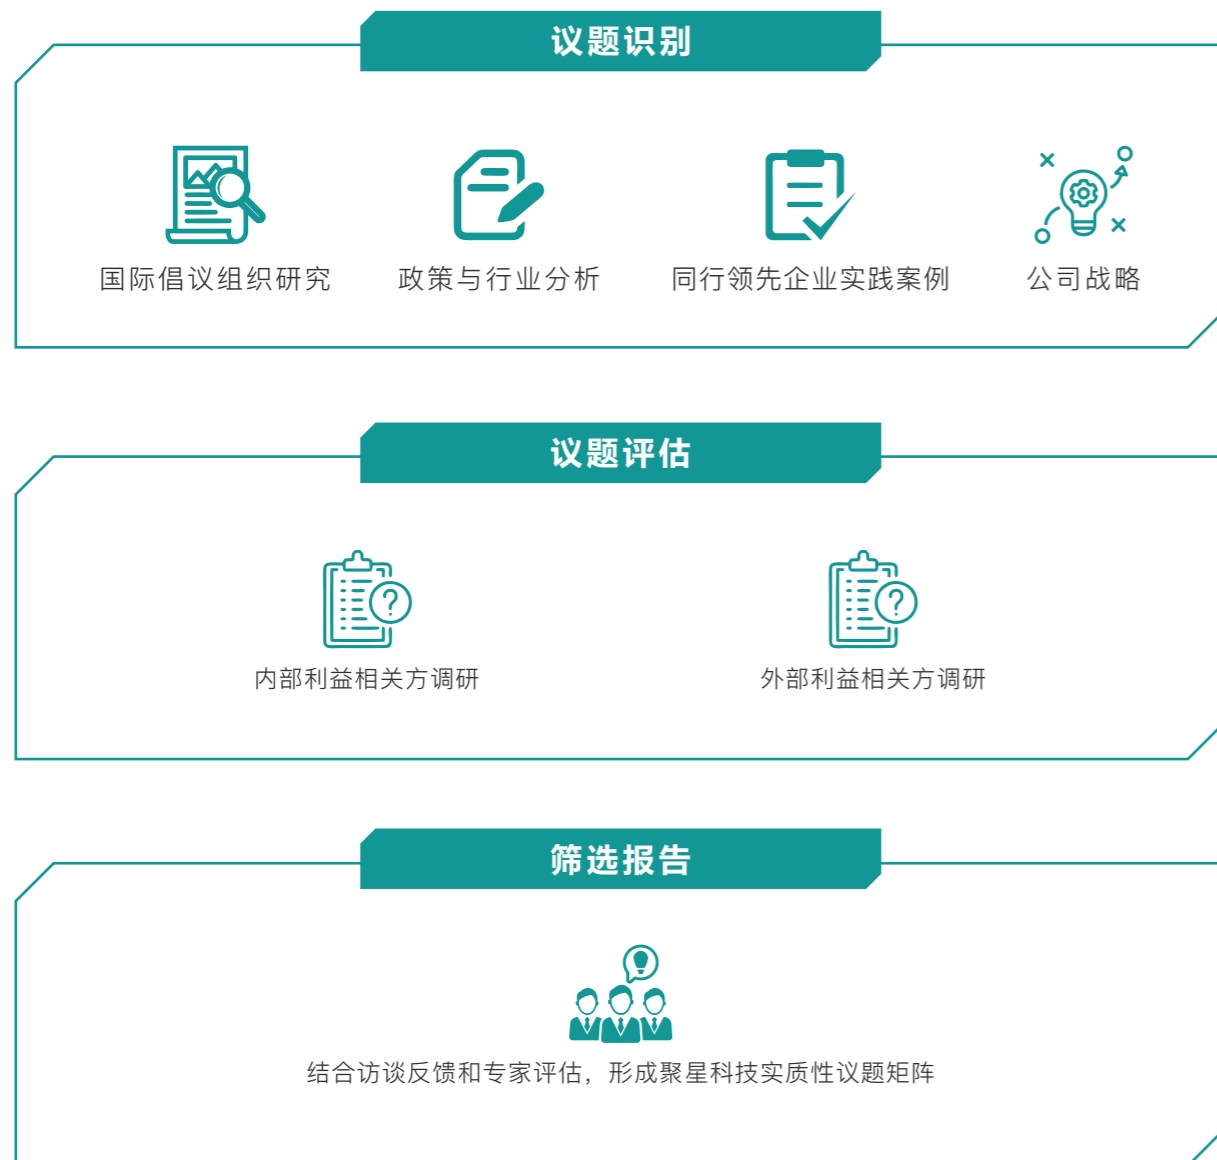 议题识别
国际倡议组织研究
政策与行业分析
同行领先企业实践案例
公司战略
议题评估
内部利益相关方调研
外部利益相关方调研
筛选报告
结合访谈反馈和专家评估，形成聚星科技实质性议题矩阵